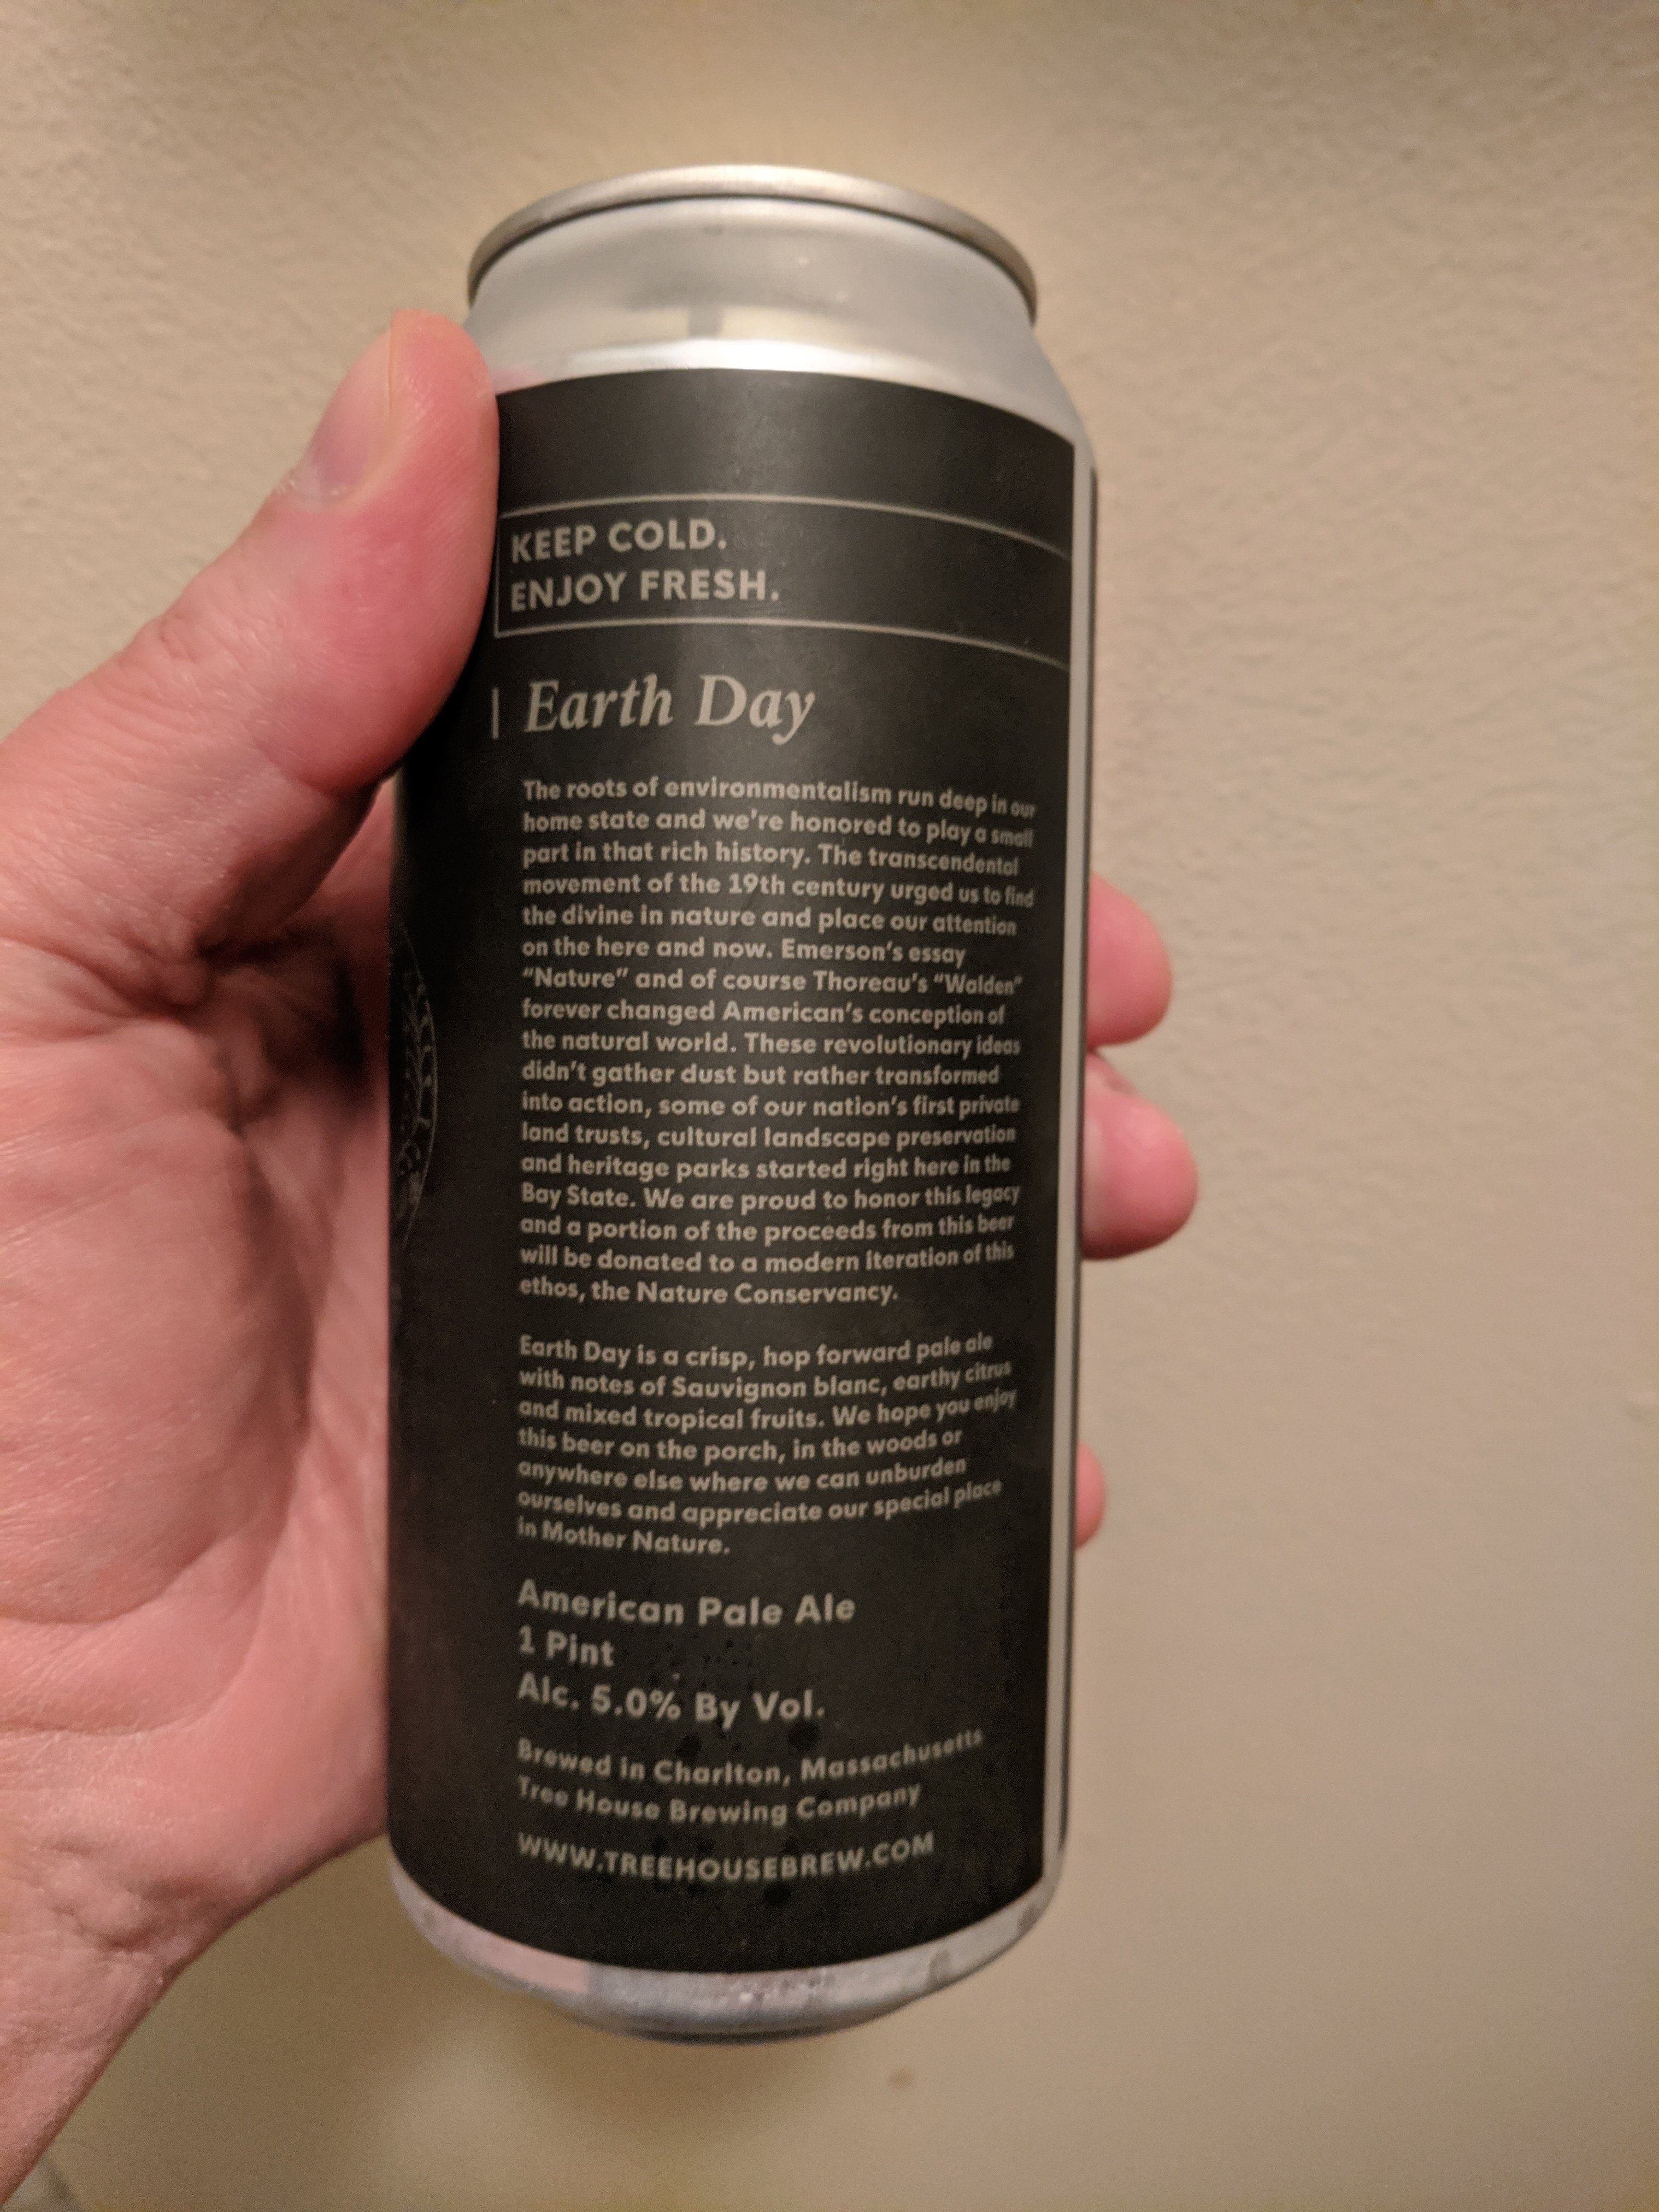 KEEP COLD.
ENJOY FRESH.
Earth Day
The roots of environmentalism run deep in our
home state and we're honored to play a small
part in that rich history. The transcendental
movement of the 19th century urged us to find
the divine in nature and place our attention
on the here and now. Emerson's essay
“Nature” and of course Thoreau's “Walden”
forever changed American's conception of
the natural world. These revolutionary ideas
didn't gather dust but rather transformed
into action, some of our nation's first private
land trusts, cultural landscape preservation
and heritage parks started right here in the
Bay State. We are proud to honor this legacy
and a portion of the proceeds from this beer
will be donated to a modern iteration of this
ethos, the Nature Conservancy.
Earth Day is a crisp, hop forward pale ale
with notes of Sauvignon blanc, earthy citrus
and mixed tropical fruits. We hope you enjoy
this beer on the porch, in the woods or
anywhere else where we can unburden
ourselves and appreciate our special place
in Mother Nature.
American Pale Ale
1 Pint
Alc. 5.0% By Vol.
Brewed in Charlton, Massachusetts
Tree House Brewing Company
WWW.TREEHOUSEBREW.COM